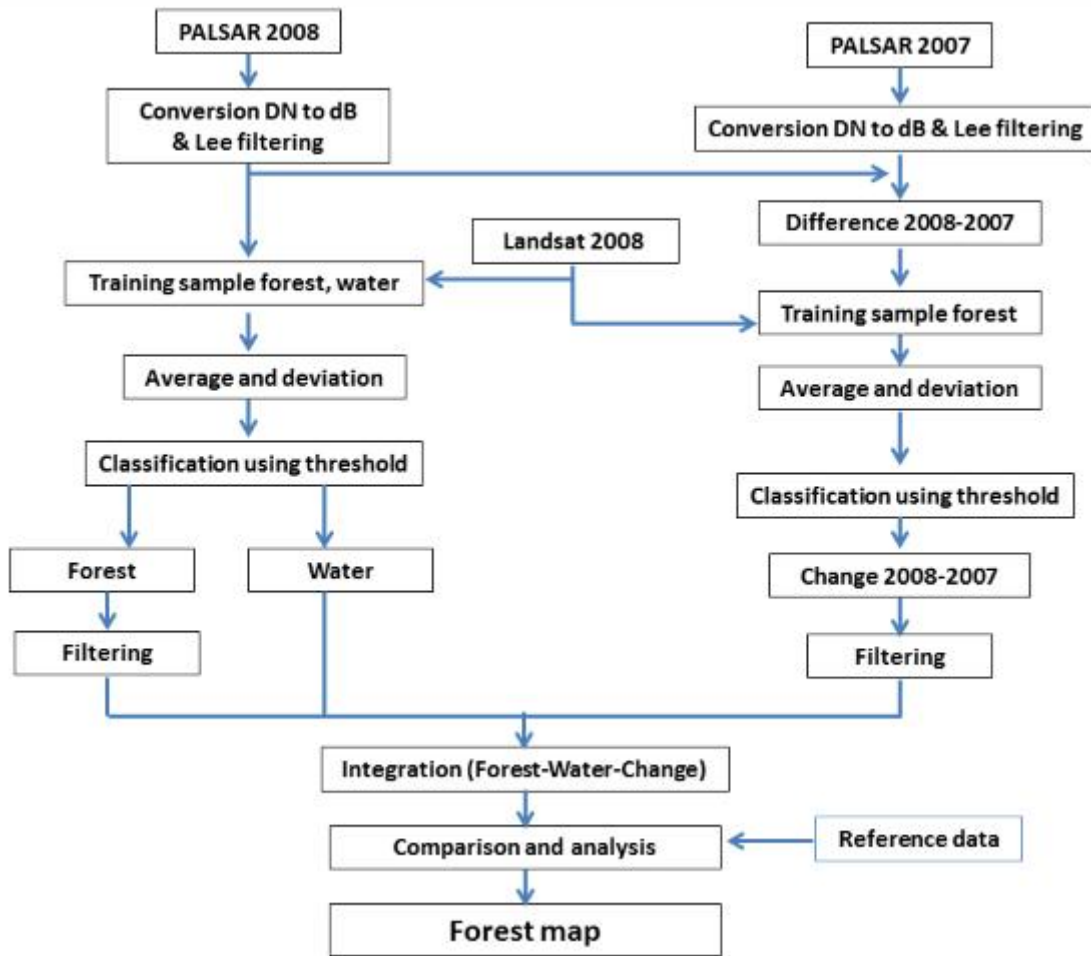 PALSAR 2008
PALSAR 2007
Conversion DN to dB
& Lee filtering
Conversion DN to dB & Lee filtering
Difference 2008-2007
Landsat 2008
Training sample forest, water
Training sample forest
Average and deviation
Average and deviation
Classification using threshold
Classification using threshold
Forest
Water
Change 2008-2007
Filtering
Filtering
Integration (Forest-Water-Change)
Comparison and analysis
Reference data
Forest map